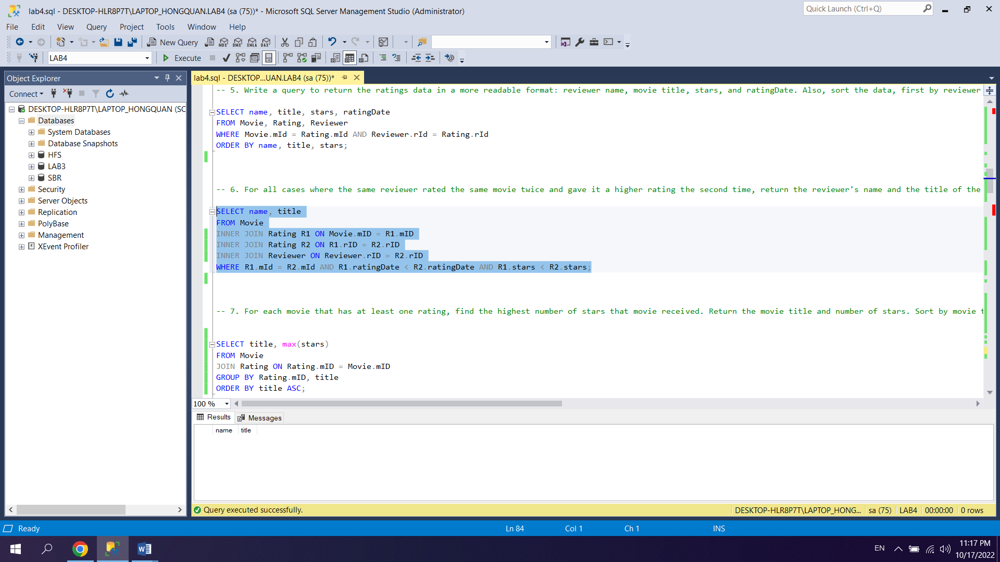 lab4.sql - DESKTOP-HLR8P7T\LAPTOP_HONGQUAN.LAB4 (sa (75))* - Microsoft SQL Server Management Studio (Administrator)
Quick Launch (Ctrl+Q)
File Edit View Query Project Tools Window Help
New Query
MDX DMX XMLA DAX
LAB4
Execute
Object Explorer
Connect
DESKTOP-HLR8P7T\LAPTOP_HONGQUAN (SC
Databases
System Databases
Database Snapshots
HFS
LAB3
SBR
Security
Server Objects
Replication
PolyBase
Management
XEvent Profiler
lab4.sql - DESKTOP...UAN.LAB4 (sa (75))*
-- 5. Write a query to return the ratings data in a more readable format: reviewer name, movie title, stars, and ratingDate. Also, sort the data, first by reviewer
SELECT name, title, stars, ratingDate
FROM Movie, Rating, Reviewer
WHERE Movie.mId = Rating.mId AND Reviewer.rId = Rating.rId
ORDER BY name, title, stars;
-- 6. For all cases where the same reviewer rated the same movie twice and gave it a higher rating the second time, return the reviewer's name and the title of the
SELECT name, title
FROM Movie
INNER JOIN Rating R1 ON Movie.mID = R1.mID
INNER JOIN Rating R2 ON R1.rID = R2.rID
INNER JOIN Reviewer ON Reviewer.rID = R2.rID
WHERE R1.mId = R2.mId AND R1.ratingDate < R2.ratingDate AND R1.stars < R2.stars;
-- 7. For each movie that has at least one rating, find the highest number of stars that movie received. Return the movie title and number of stars. Sort by movie t
SELECT title, max(stars)
FROM Movie
JOIN Rating ON Rating.mID = Movie.mID
GROUP BY Rating.mID, title
ORDER BY title ASC;
100 %
Results Messages
name title
Query executed successfully.
DESKTOP-HLR8P7T\LAPTOP_HONG... sa (75) LAB4 00:00:00 0 rows
Ready
Ln 84 Col 1 Ch 1 INS
EN
11:17 PM
10/17/2022